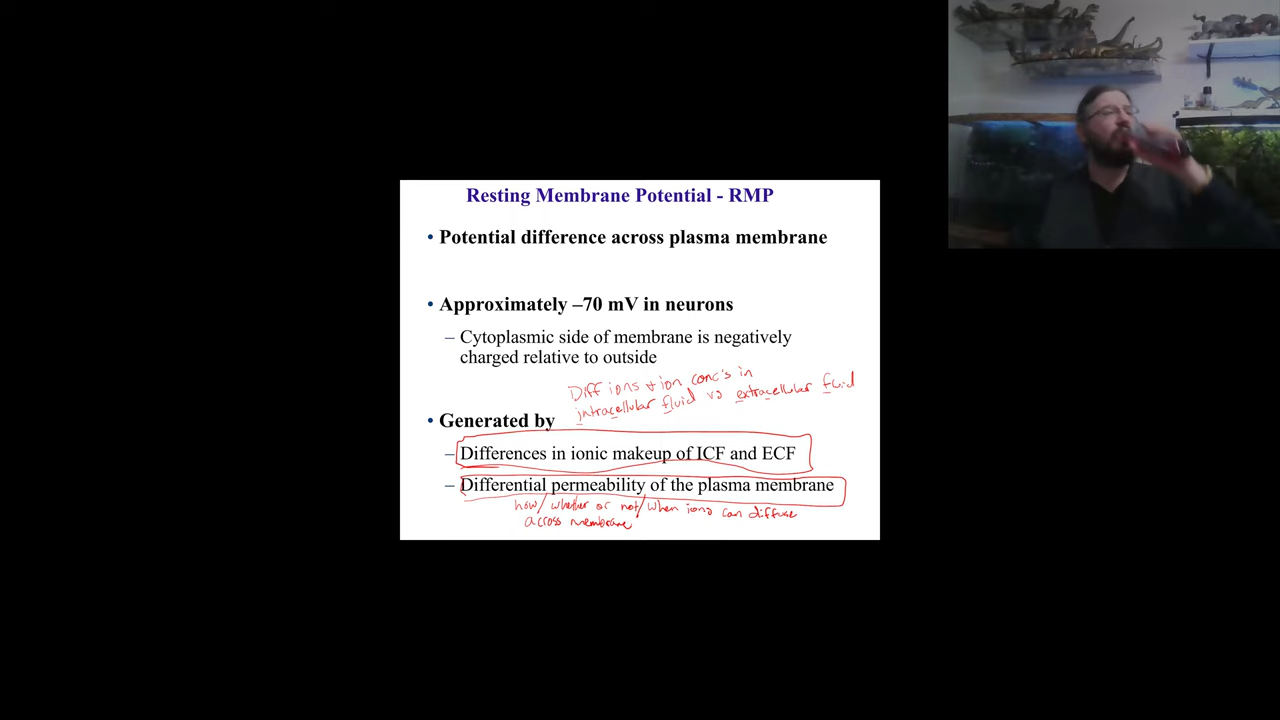 Resting Membrane Potential - RMP
• Potential difference across plasma membrane
• Approximately –70 mV in neurons
– Cytoplasmic side of membrane is negatively
charged relative to outside
Diff ions + ion conc's in
intracellular fluid vs extracellular fluid
• Generated by
– Differences in ionic makeup of ICF and ECF
– Differential permeability of the plasma membrane
how/whether or not/when ions can diffuse
across membrane